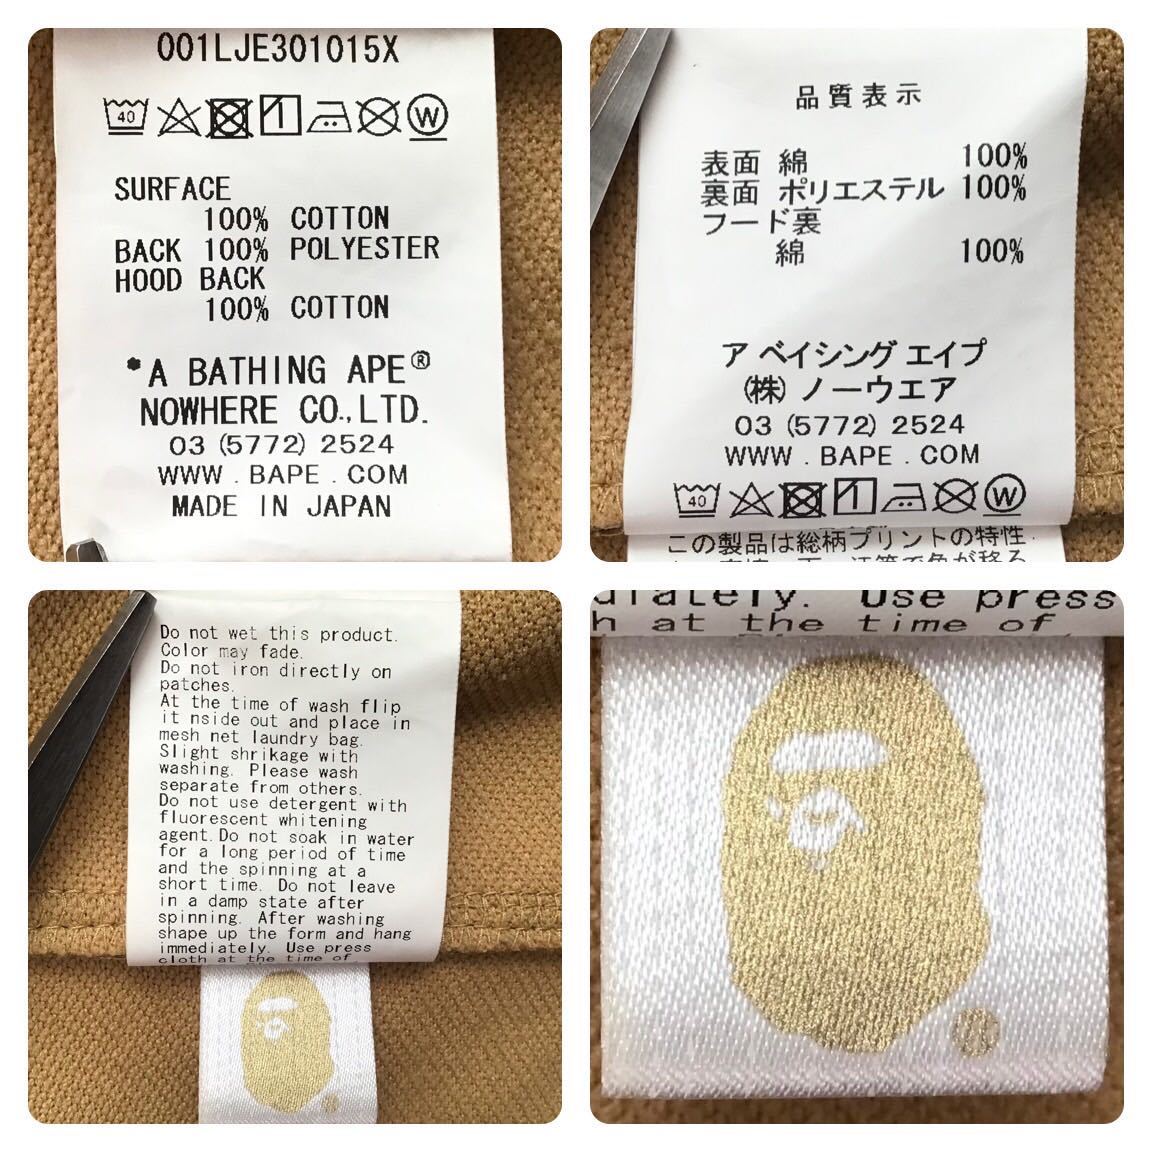 001LJE301015X
40 1 W
SURFACE
100% COTTON
BACK 100% POLYESTER
HOOD BACK
100% COTTON
*A BATHING APE®
NOWHERE CO.,LTD.
03 (5772) 2524
WWW . BAPE . COM
MADE IN JAPAN
品質表示
表面 綿 100%
裏面 ポリエステル 100%
フード裏
綿 100%
ア ベイシング エイプ
(株) ノーウエア
03 (5772) 2524
WWW . BAPE . COM
40 1 W
この製品は総柄プリントの特性
Do not wet this product.
Color may fade.
Do not iron directly on
patches.
At the time of wash flip
it nside out and place in
mesh net laundry bag.
Slight shrikage with
washing. Please wash
separate from others.
Do not use detergent with
fluorescent whitening
agent.Do not soak in water
for a long period of time
and the spinning at a
short time. Do not leave
in a damp state after
spinning. After washing
shape up the form and hang
immediately. Use press
cloth at the time of
diately. Use press
h at the time of
®